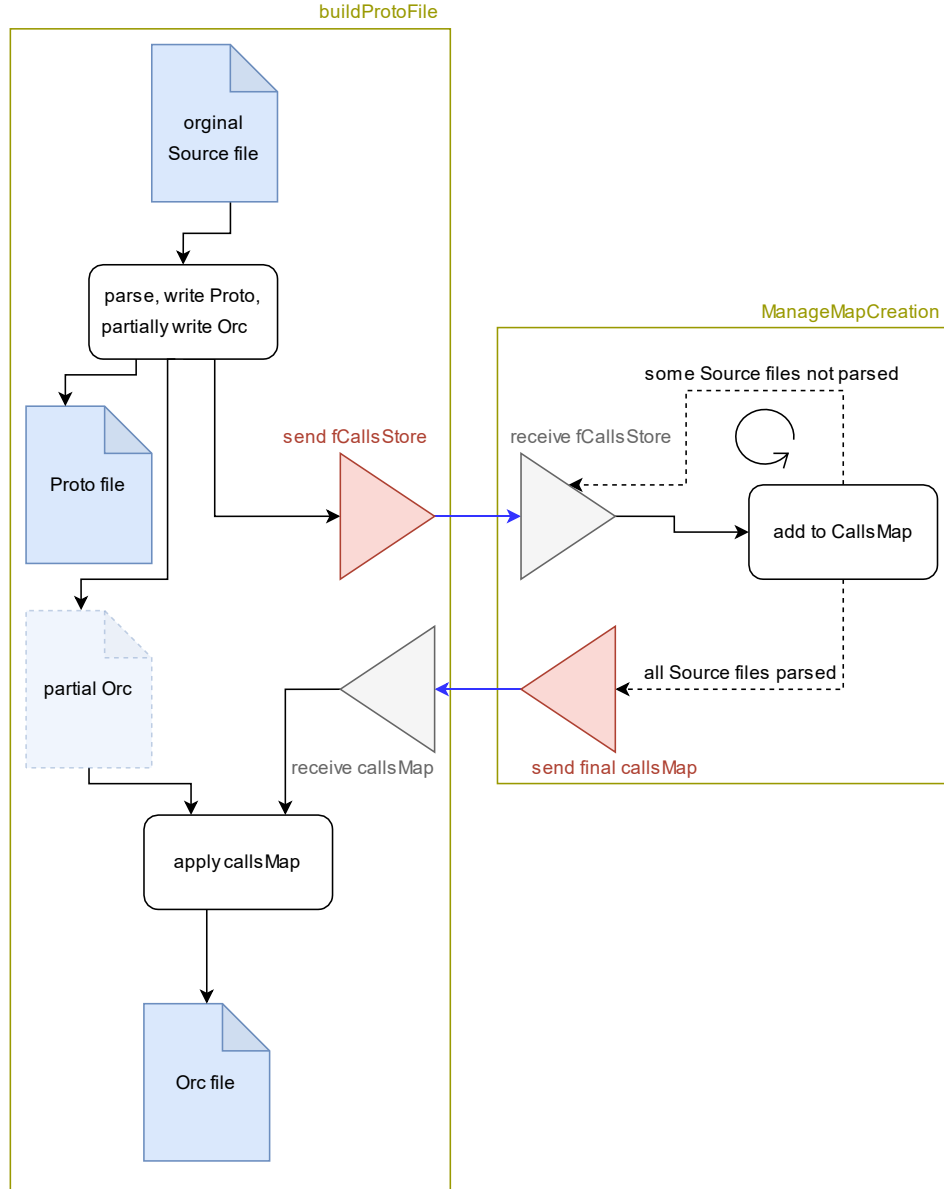 buildProtoFile
orginal
Source file
parse, write Proto,
partially write Orc
ManageMapCreation
some Source files not parsed
send fCallsStore
receive fCallsStore
Proto file
add to CallsMap
partial Orc
all Source files parsed
receive callsMap
send final callsMap
apply callsMap
Orc file